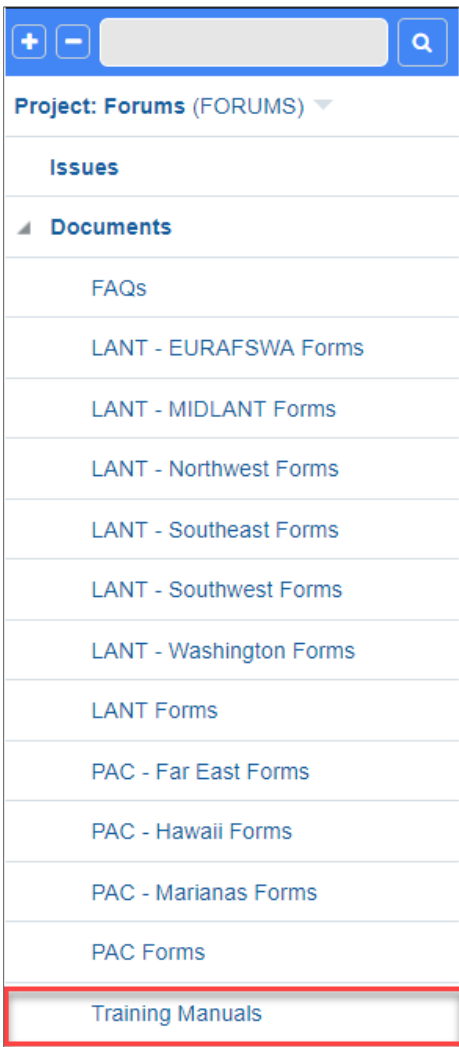 Project: Forums (FORUMS)
Issues
Documents
FAQs
LANT - EURAFSWA Forms
LANT - MIDLANT Forms
LANT - Northwest Forms
LANT - Southeast Forms
LANT - Southwest Forms
LANT - Washington Forms
LANT Forms
PAC - Far East Forms
PAC - Hawaii Forms
PAC - Marianas Forms
PAC Forms
Training Manuals